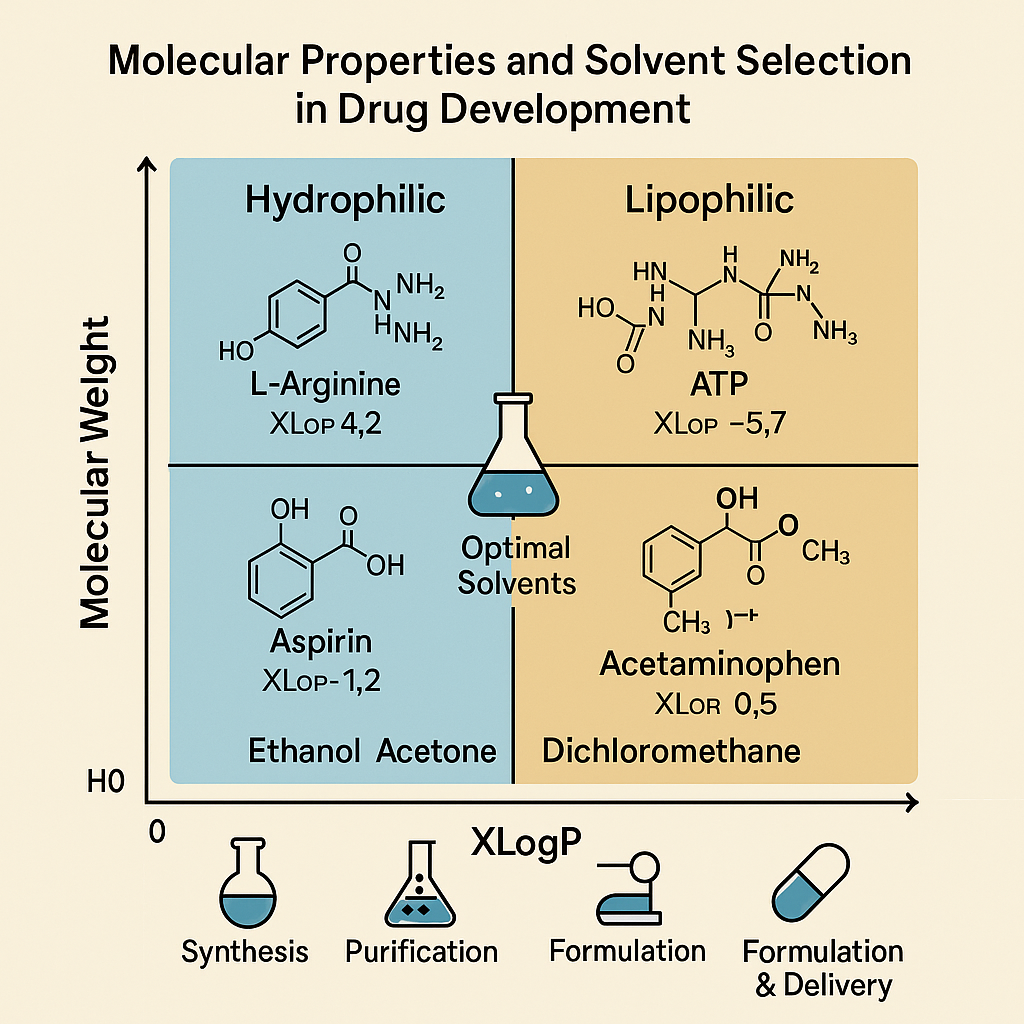 Molecular Properties and Solvent Selection
in Drug Development
Molecular Welght
Hydrophilic
O
NH2
N
H
NH2
HO
L-Arginine
XLOP 4,2
Lipophilic
H
N
NH2
HN
H
N
HO
N
O
NH3
O
NH3
ATP
XLOP −5,7
OH
O
OH
Aspirin
XLOP-1,2
Optimal
Solvents
OH
O
CH3
O
CH3 )−+
Acetaminophen
XLOR 0,5
Ethanol Acetone
Dichloromethane
H0
0
XLogP
Synthesis
Purification
Formulation
Formulation
& Delivery